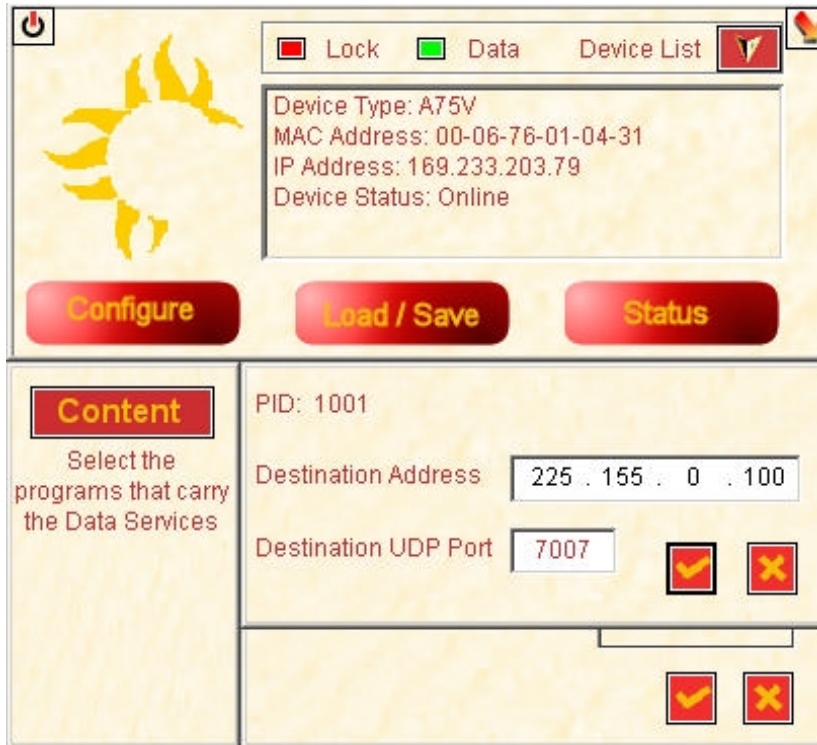 Lock Data Device List
Device Type: A75V
MAC Address: 00-06-76-01-04-31
IP Address: 169.233.203.79
Device Status: Online
Configure Load / Save Status
Content
Select the
programs that carry
the Data Services
PID: 1001
Destination Address 225 . 155 . 0 . 100
Destination UDP Port 7007